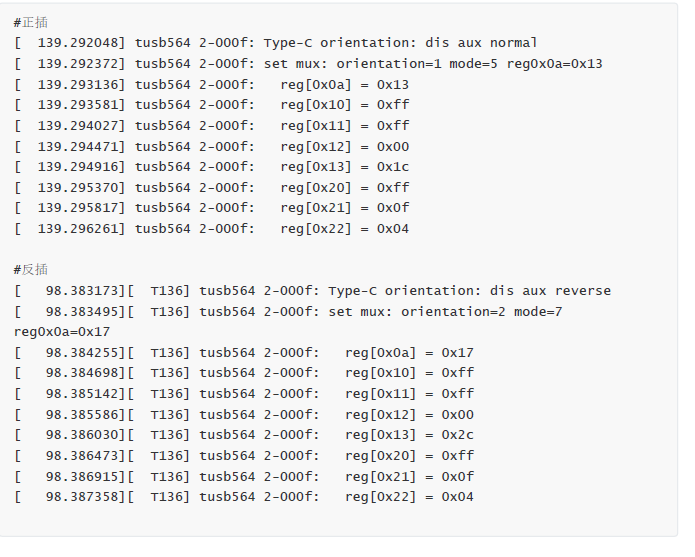 #正插
[  139.292048] tusb564 2-000f: Type-C orientation: dis aux normal
[  139.292372] tusb564 2-000f: set mux: orientation=1 mode=5 reg0x0a=0x13
[  139.293136] tusb564 2-000f:   reg[0x0a] = 0x13
[  139.293581] tusb564 2-000f:   reg[0x10] = 0xff
[  139.294027] tusb564 2-000f:   reg[0x11] = 0xff
[  139.294471] tusb564 2-000f:   reg[0x12] = 0x00
[  139.294916] tusb564 2-000f:   reg[0x13] = 0x1c
[  139.295370] tusb564 2-000f:   reg[0x20] = 0xff
[  139.295817] tusb564 2-000f:   reg[0x21] = 0x0f
[  139.296261] tusb564 2-000f:   reg[0x22] = 0x04
#反插
[   98.383173][  T136] tusb564 2-000f: Type-C orientation: dis aux reverse
[   98.383495][  T136] tusb564 2-000f: set mux: orientation=2 mode=7
reg0x0a=0x17
[   98.384255][  T136] tusb564 2-000f:   reg[0x0a] = 0x17
[   98.384698][  T136] tusb564 2-000f:   reg[0x10] = 0xff
[   98.385142][  T136] tusb564 2-000f:   reg[0x11] = 0xff
[   98.385586][  T136] tusb564 2-000f:   reg[0x12] = 0x00
[   98.386030][  T136] tusb564 2-000f:   reg[0x13] = 0x2c
[   98.386473][  T136] tusb564 2-000f:   reg[0x20] = 0xff
[   98.386915][  T136] tusb564 2-000f:   reg[0x21] = 0x0f
[   98.387358][  T136] tusb564 2-000f:   reg[0x22] = 0x04